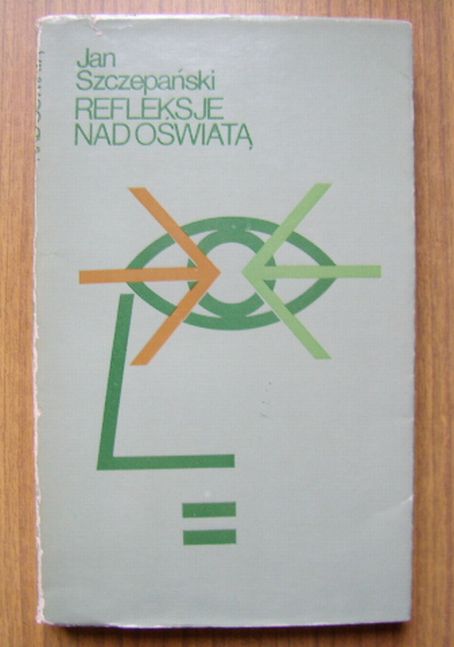 Jan
Szczepański
REFLEKSJE
NAD OŚWIATĄ